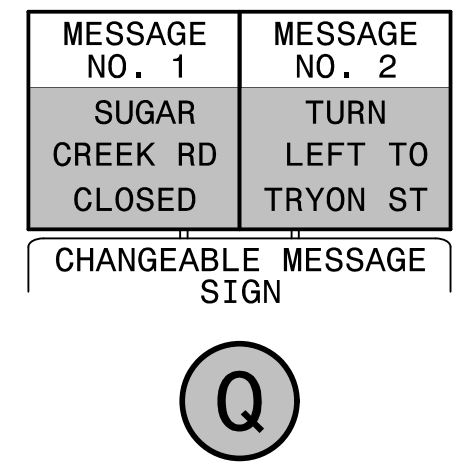 MESSAGE NO. 1
SUGAR
CREEK RD
CLOSED
MESSAGE NO. 2
TURN
LEFT TO
TRYON ST
CHANGEABLE MESSAGE
SIGN
Q